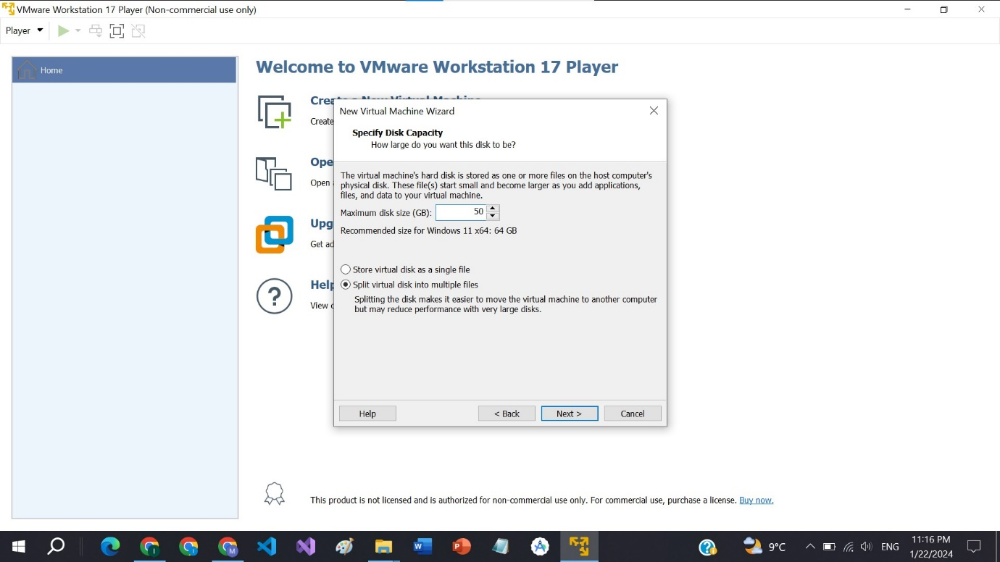 VMware Workstation 17 Player (Non-commercial use only)
Player
Home
Welcome to VMware Workstation 17 Player
Create a New Virtual Machine
Create
Ope
Open
Upg
Get ad
Help
View
New Virtual Machine Wizard
Specify Disk Capacity
How large do you want this disk to be?
The virtual machine's hard disk is stored as one or more files on the host computer's
physical disk. These file(s) start small and become larger as you add applications,
files, and data to your virtual machine.
Maximum disk size (GB): 50
Recommended size for Windows 11 x64: 64 GB
Store virtual disk as a single file
Split virtual disk into multiple files
Splitting the disk makes it easier to move the virtual machine to another computer
but may reduce performance with very large disks.
Help
< Back
Next >
Cancel
This product is not licensed and is authorized for non-commercial use only. For commercial use, purchase a license. Buy now.
9°C
ENG
11:16 PM
1/22/2024